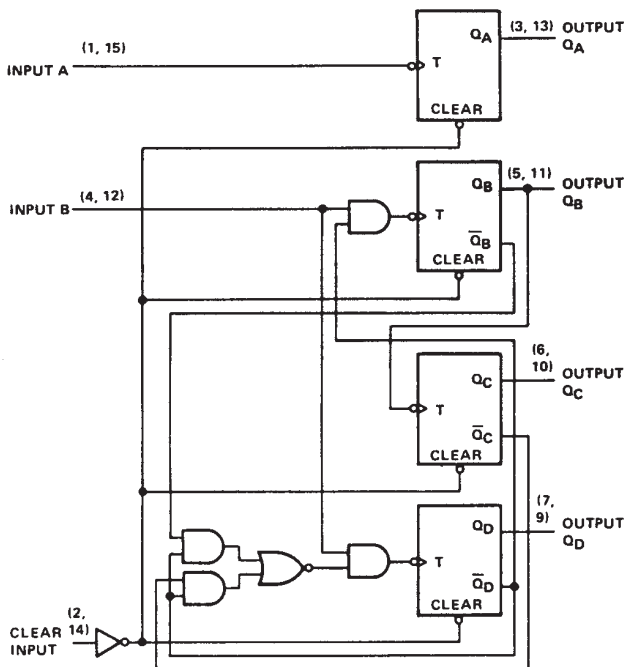 (1, 15)
INPUT A
T
QA
CLEAR
(3, 13)
OUTPUT
QA
(4, 12)
INPUT B
T
QB
Q̅B
CLEAR
(5, 11)
OUTPUT
QB
T
QC
Q̅C
CLEAR
(6,
10)
OUTPUT
QC
T
QD
Q̅D
CLEAR
(7,
9)
OUTPUT
QD
(2,
14)
CLEAR
INPUT